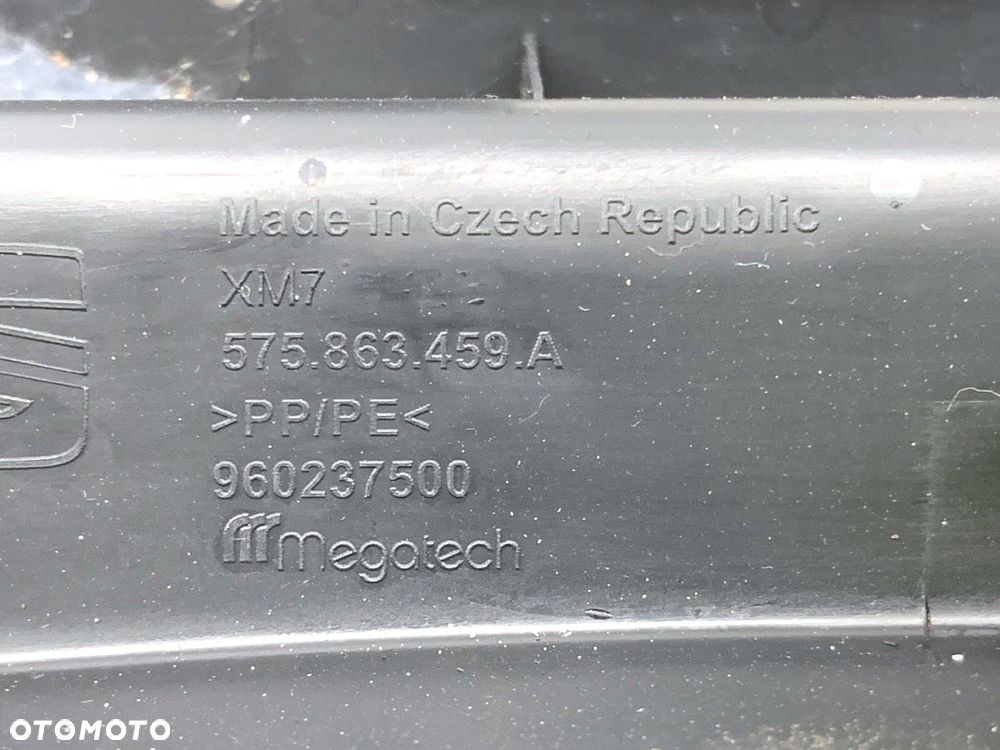 Made in Czech Republic
XM7
575.863.459.A
>PP/PE<
960237500
Megatech
OTOMOTO